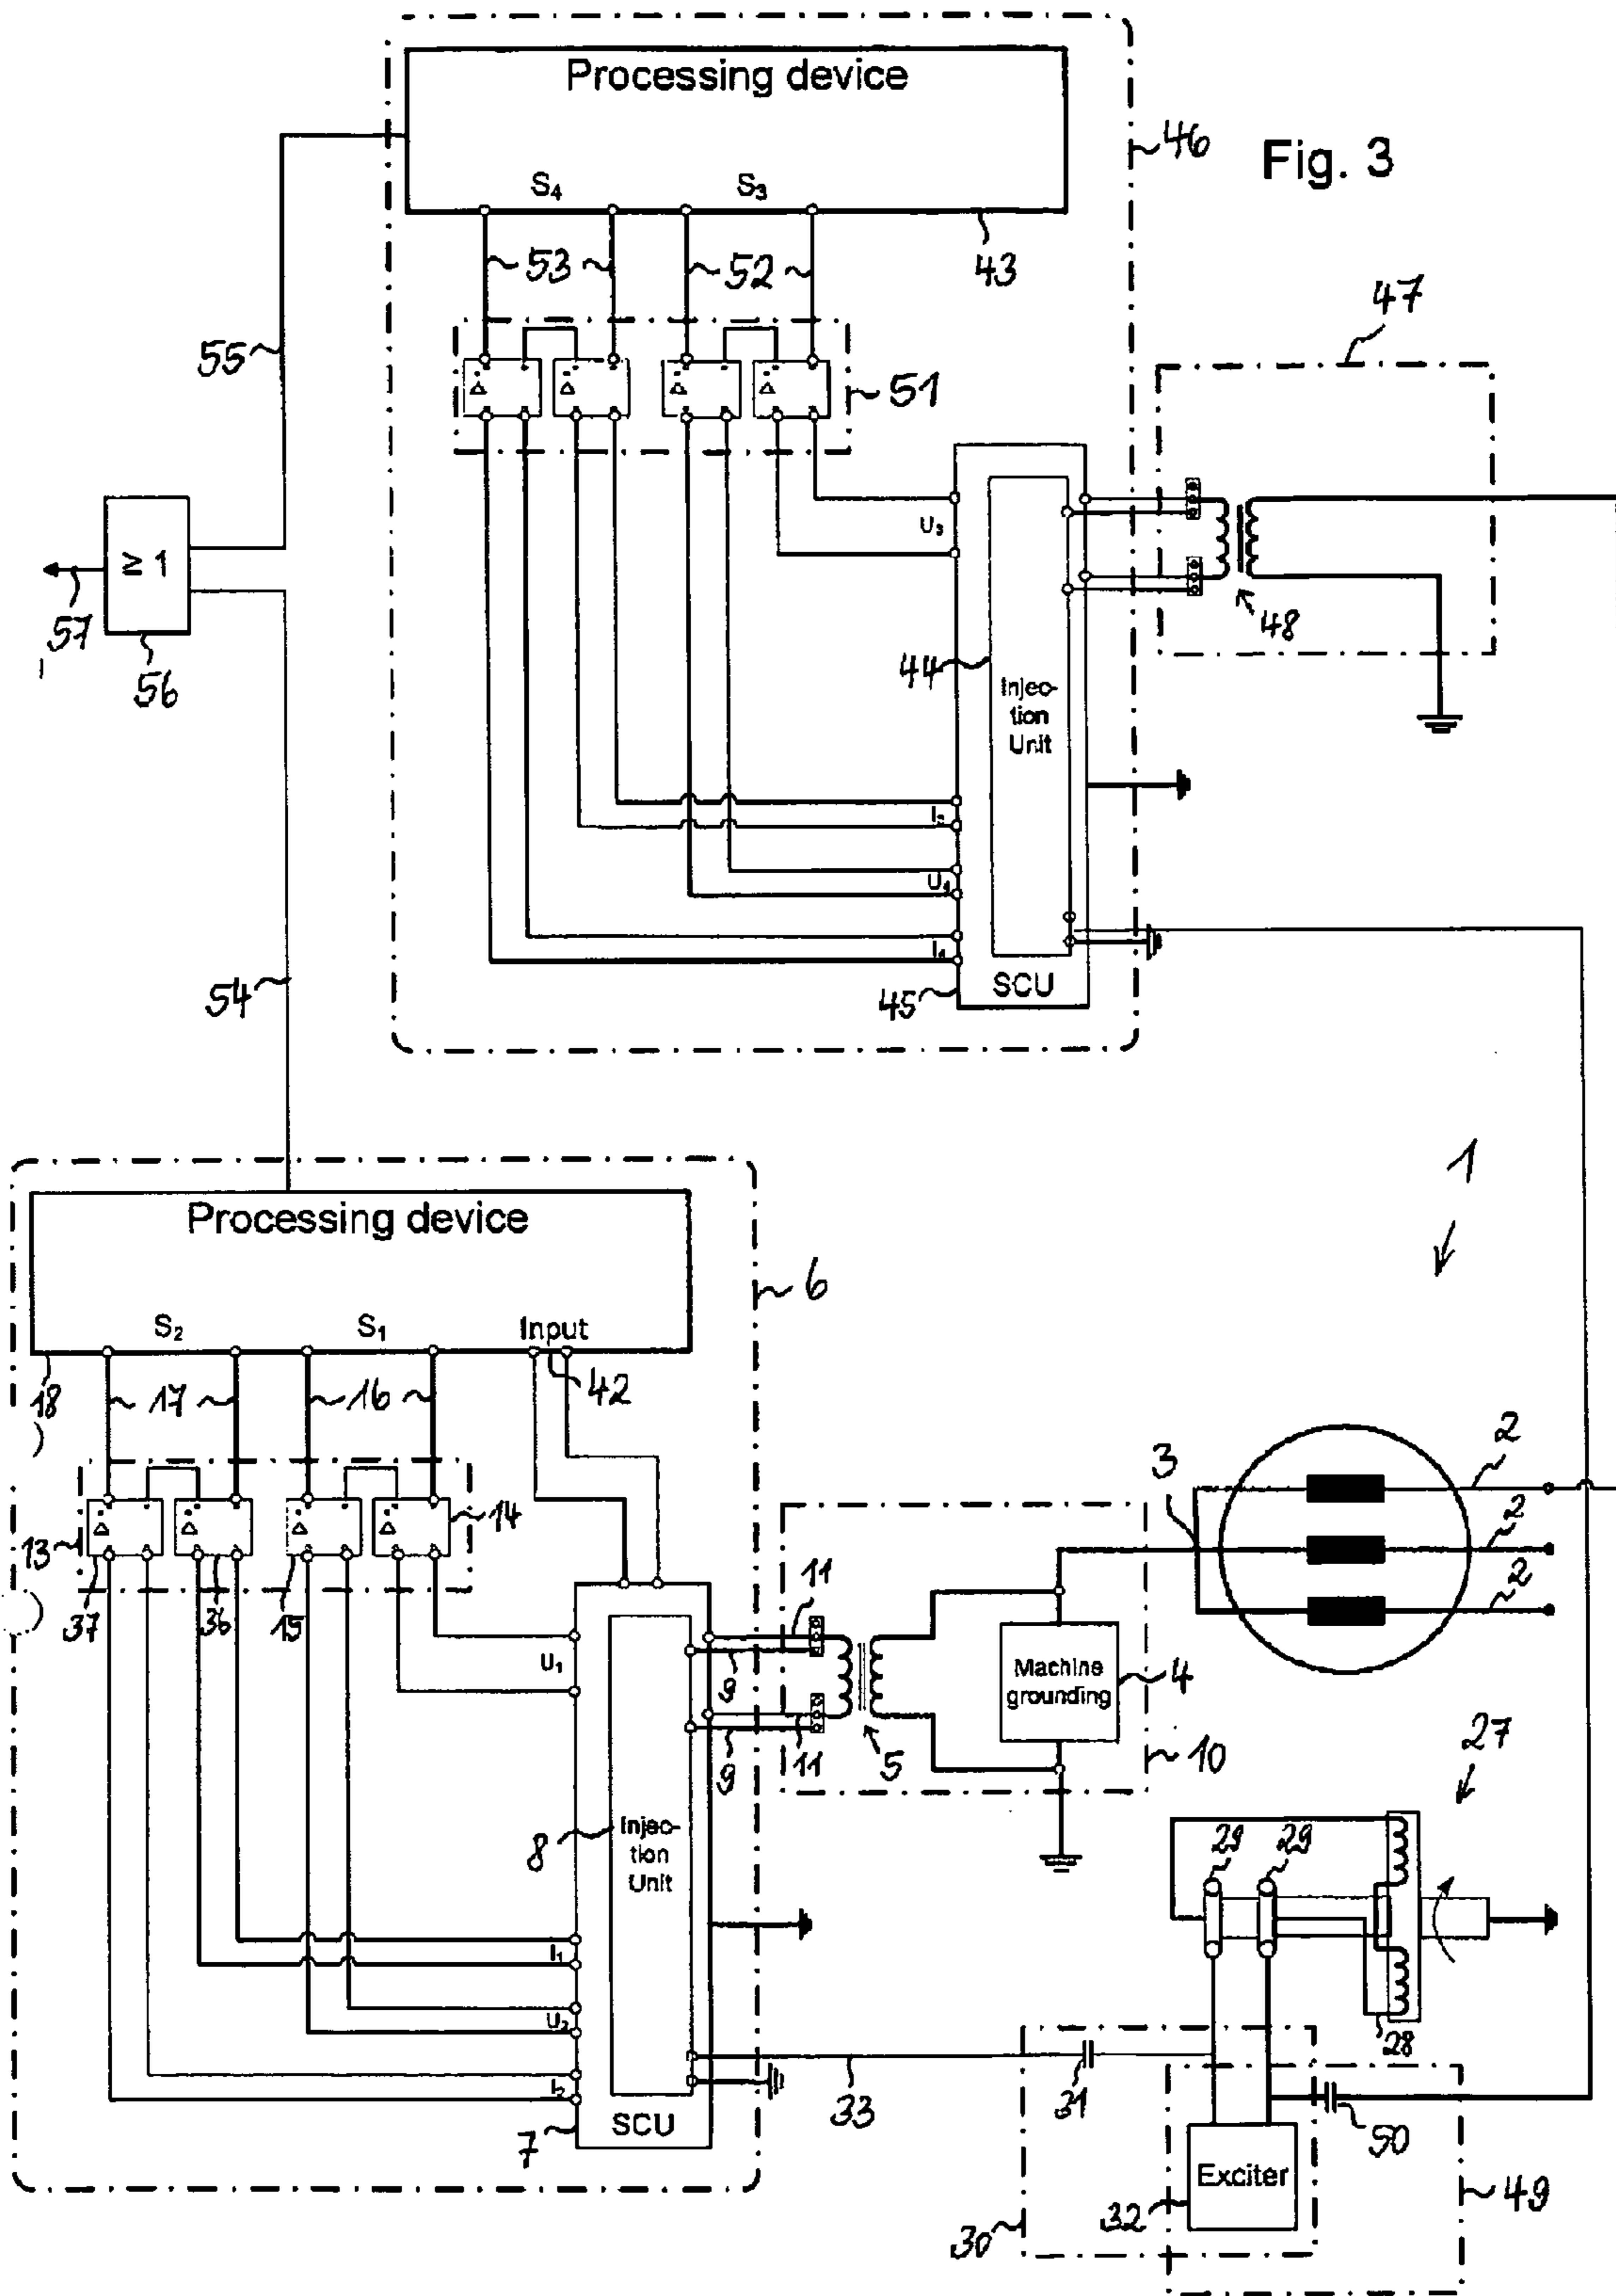 Processing device
46
Fig. 3
S₄ S₃
53 52 43
47
55
51
U₃
≥ 1
48
57
44
56
Injec-
tion
Unit
I₃
U₄
I₄
54
45 SCU
1
Processing device
6
S₂ S₁ Input
18 17 16 42
3 2
2
13 14
2
37 36 15
11
U₁
9
Machine
grounding
4
9 11 5 10
27
8
Injec-
tion
Unit
29 29
I₁
U₂
28
I₂
33 31
7 SCU
50
Exciter
49
32
30